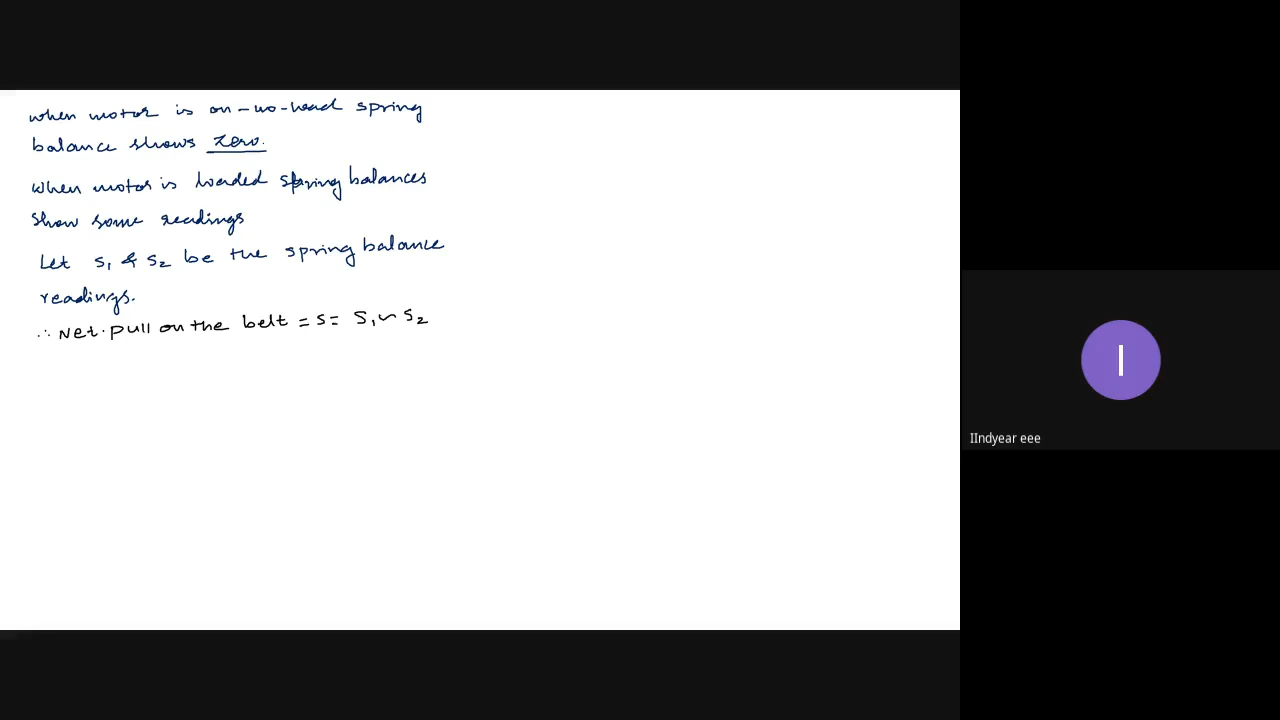 when motor is on-no-load spring
balance shows zero.
when motor is loaded spring balances
show some readings
Let S₁ & S₂ be the spring balance
readings.
∴ Net pull on the belt = S = S₁ ~ S₂
I
IIndyear eee